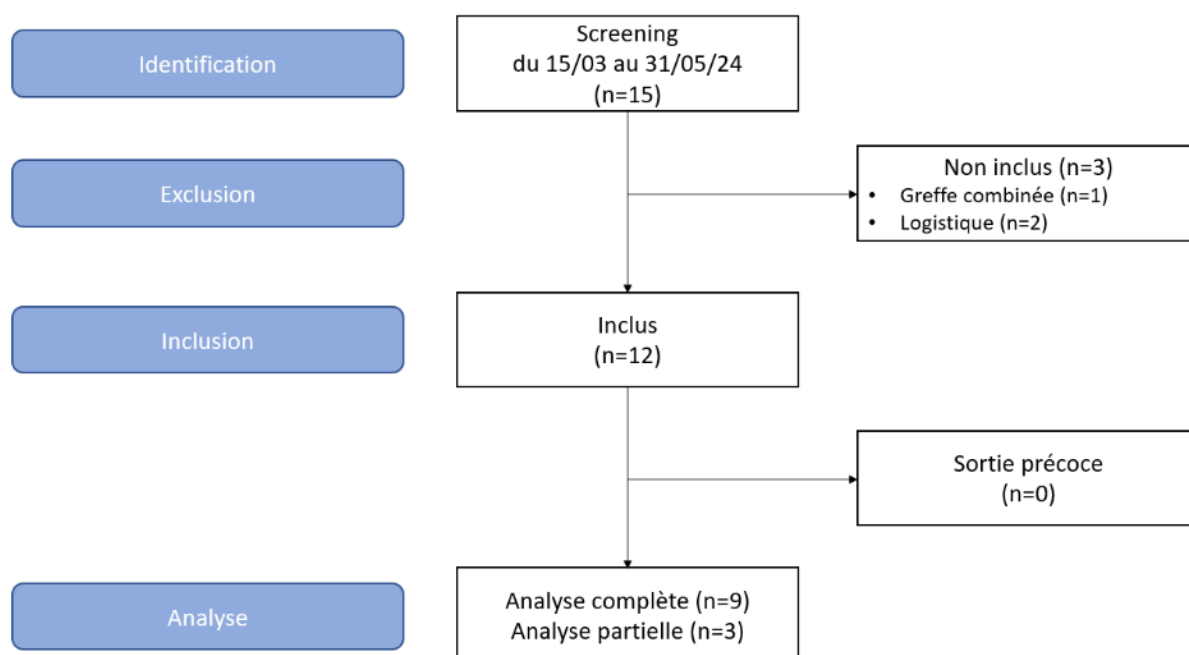 Identification
Screening
du 15/03 au 31/05/24
(n=15)
Exclusion
Non inclus (n=3)
• Greffe combinée (n=1)
• Logistique (n=2)
Inclusion
Inclus
(n=12)
Sortie précoce
(n=0)
Analyse
Analyse complète (n=9)
Analyse partielle (n=3)